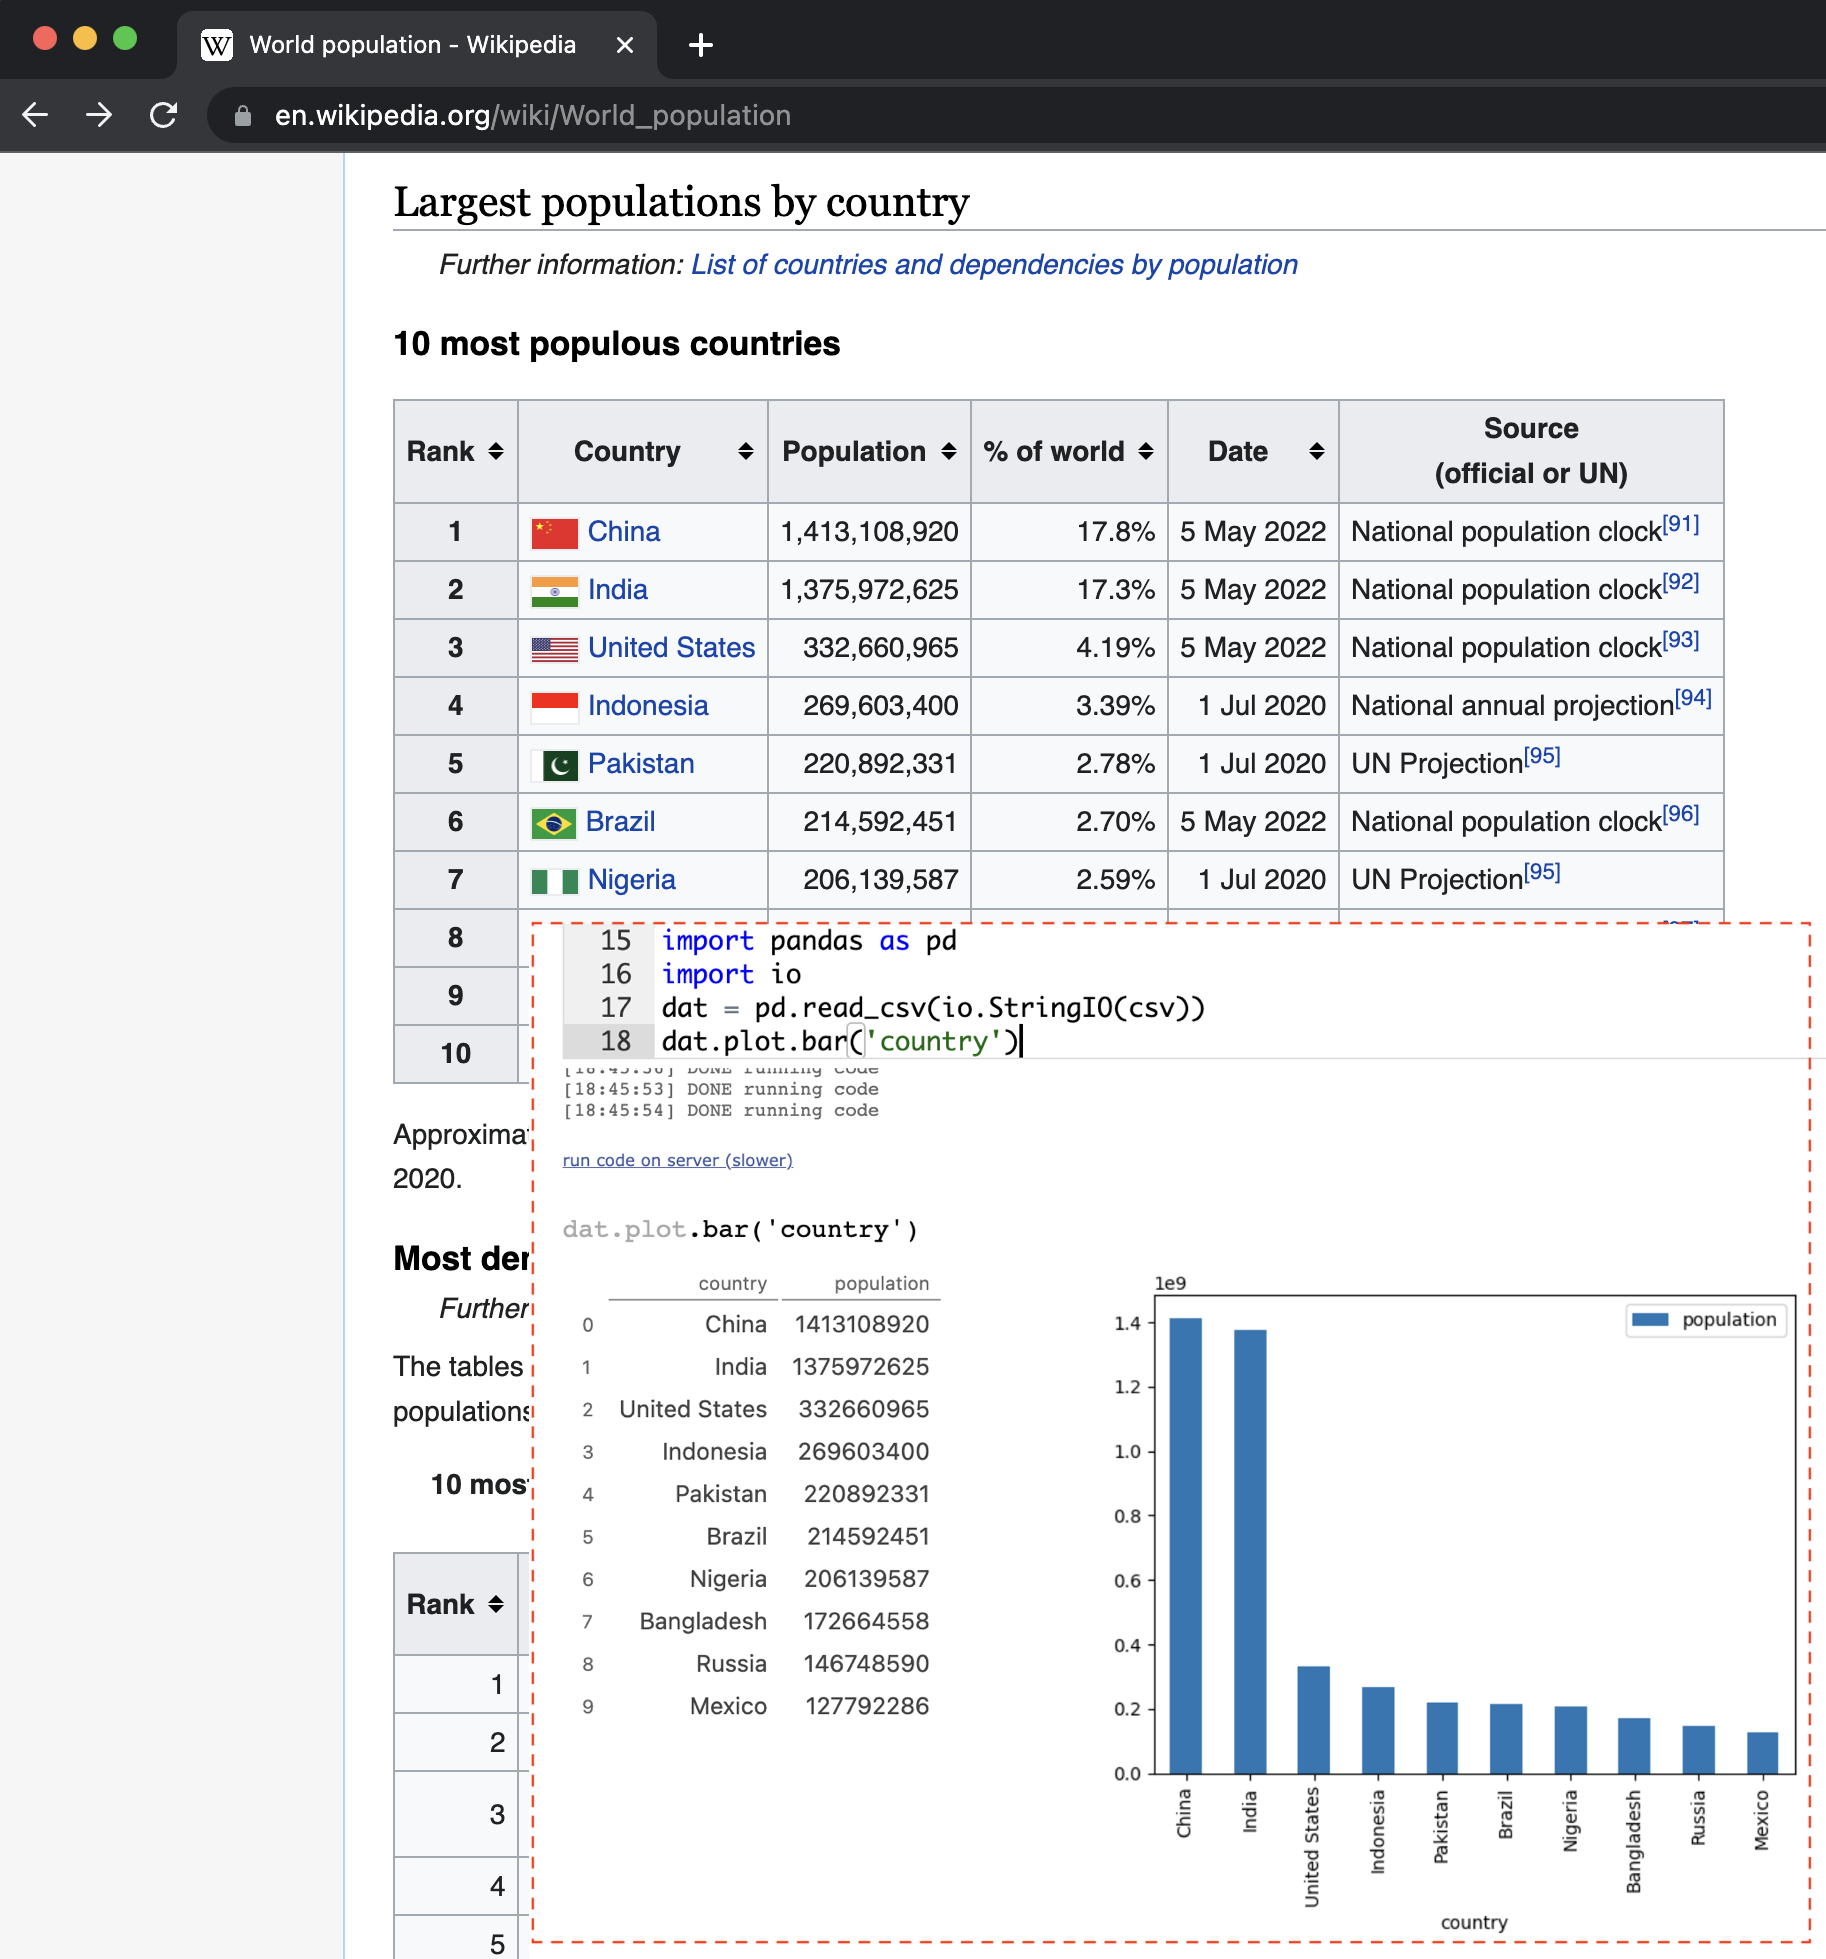 World population - Wikipedia
en.wikipedia.org/wiki/World_population
Largest populations by country
Further information: List of countries and dependencies by population
10 most populous countries
Rank Country Population % of world Date Source
(official or UN)
1 China 1,413,108,920 17.8% 5 May 2022 National population clock[91]
2 India 1,375,972,625 17.3% 5 May 2022 National population clock[92]
3 United States 332,660,965 4.19% 5 May 2022 National population clock[93]
4 Indonesia 269,603,400 3.39% 1 Jul 2020 National annual projection[94]
5 Pakistan 220,892,331 2.78% 1 Jul 2020 UN Projection[95]
6 Brazil 214,592,451 2.70% 5 May 2022 National population clock[96]
7 Nigeria 206,139,587 2.59% 1 Jul 2020 UN Projection[95]
8
9
10
2020.
Further
The tables
populations
Rank
1
2
3
4
5
15 import pandas as pd
16 import io
17 dat = pd.read_csv(io.StringIO(csv))
18 dat.plot.bar('country')
DONE running code
[18:45:53] DONE running code
[18:45:54] DONE running code
run code on server (slower)
dat.plot.bar('country')
country population
0 China 1413108920
1 India 1375972625
2 United States 332660965
3 Indonesia 269603400
4 Pakistan 220892331
5 Brazil 214592451
6 Nigeria 206139587
7 Bangladesh 172664558
8 Russia 146748590
9 Mexico 127792286
1e9
population
1.4
1.2
1.0
0.8
0.6
0.4
0.2
0.0
China India United States Indonesia Pakistan Brazil Nigeria Bangladesh Russia Mexico
country